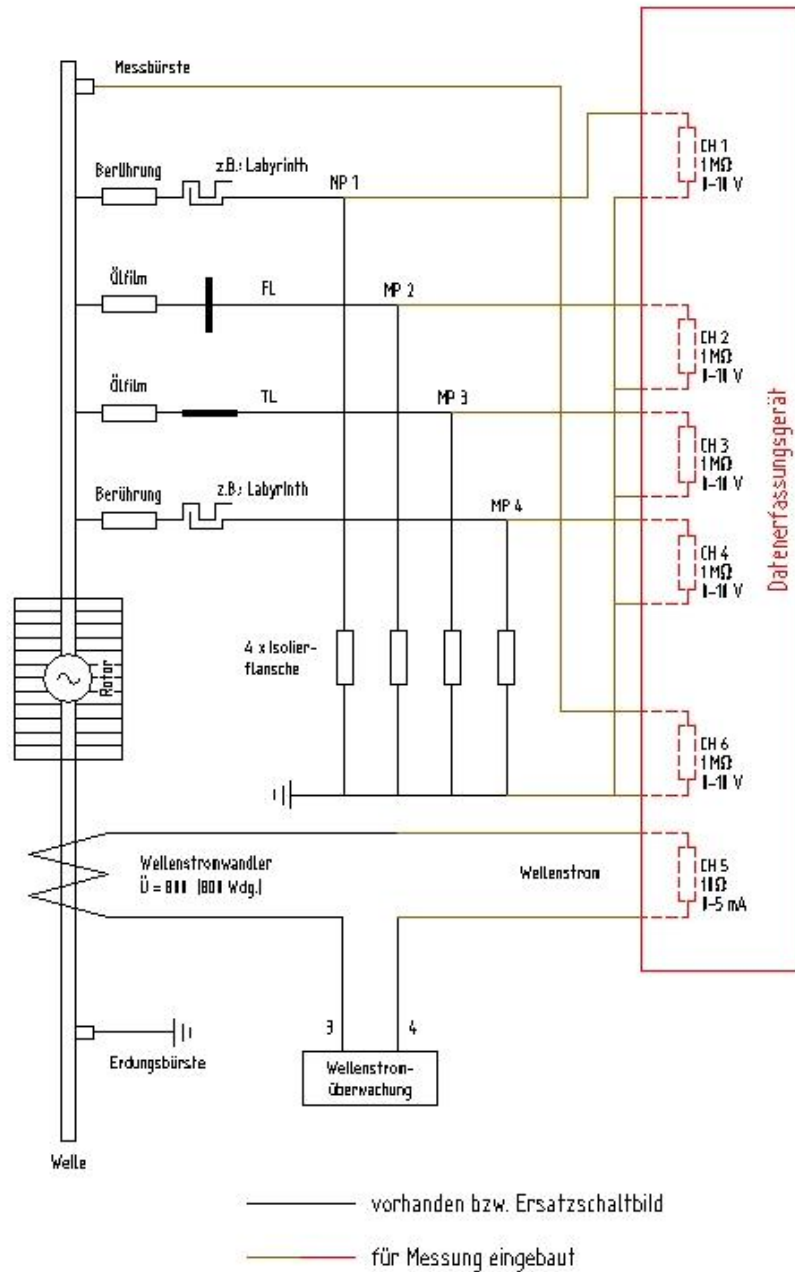 Messbürste
CH 1
1 MΩ
0-10 V
Berührung
z.B.: Labyrinth
MP 1
Ölfilm
FL
MP 2
CH 2
1 MΩ
0-10 V
Ölfilm
TL
MP 3
CH 3
1 MΩ
0-10 V
Berührung
z.B.: Labyrinth
MP 4
CH 4
1 MΩ
0-10 V
Datenerfassungsgerät
4 x Isolier-
flansche
Rotor
CH 6
1 MΩ
0-10 V
Wellenstromwandler
Ü = 800 (800 Wdg.)
Wellenstrom
CH 5
10Ω
0-5 mA
3
4
Erdungsbürste
Wellenstrom-
überwachung
Welle
vorhanden bzw. Ersatzschaltbild
für Messung eingebaut